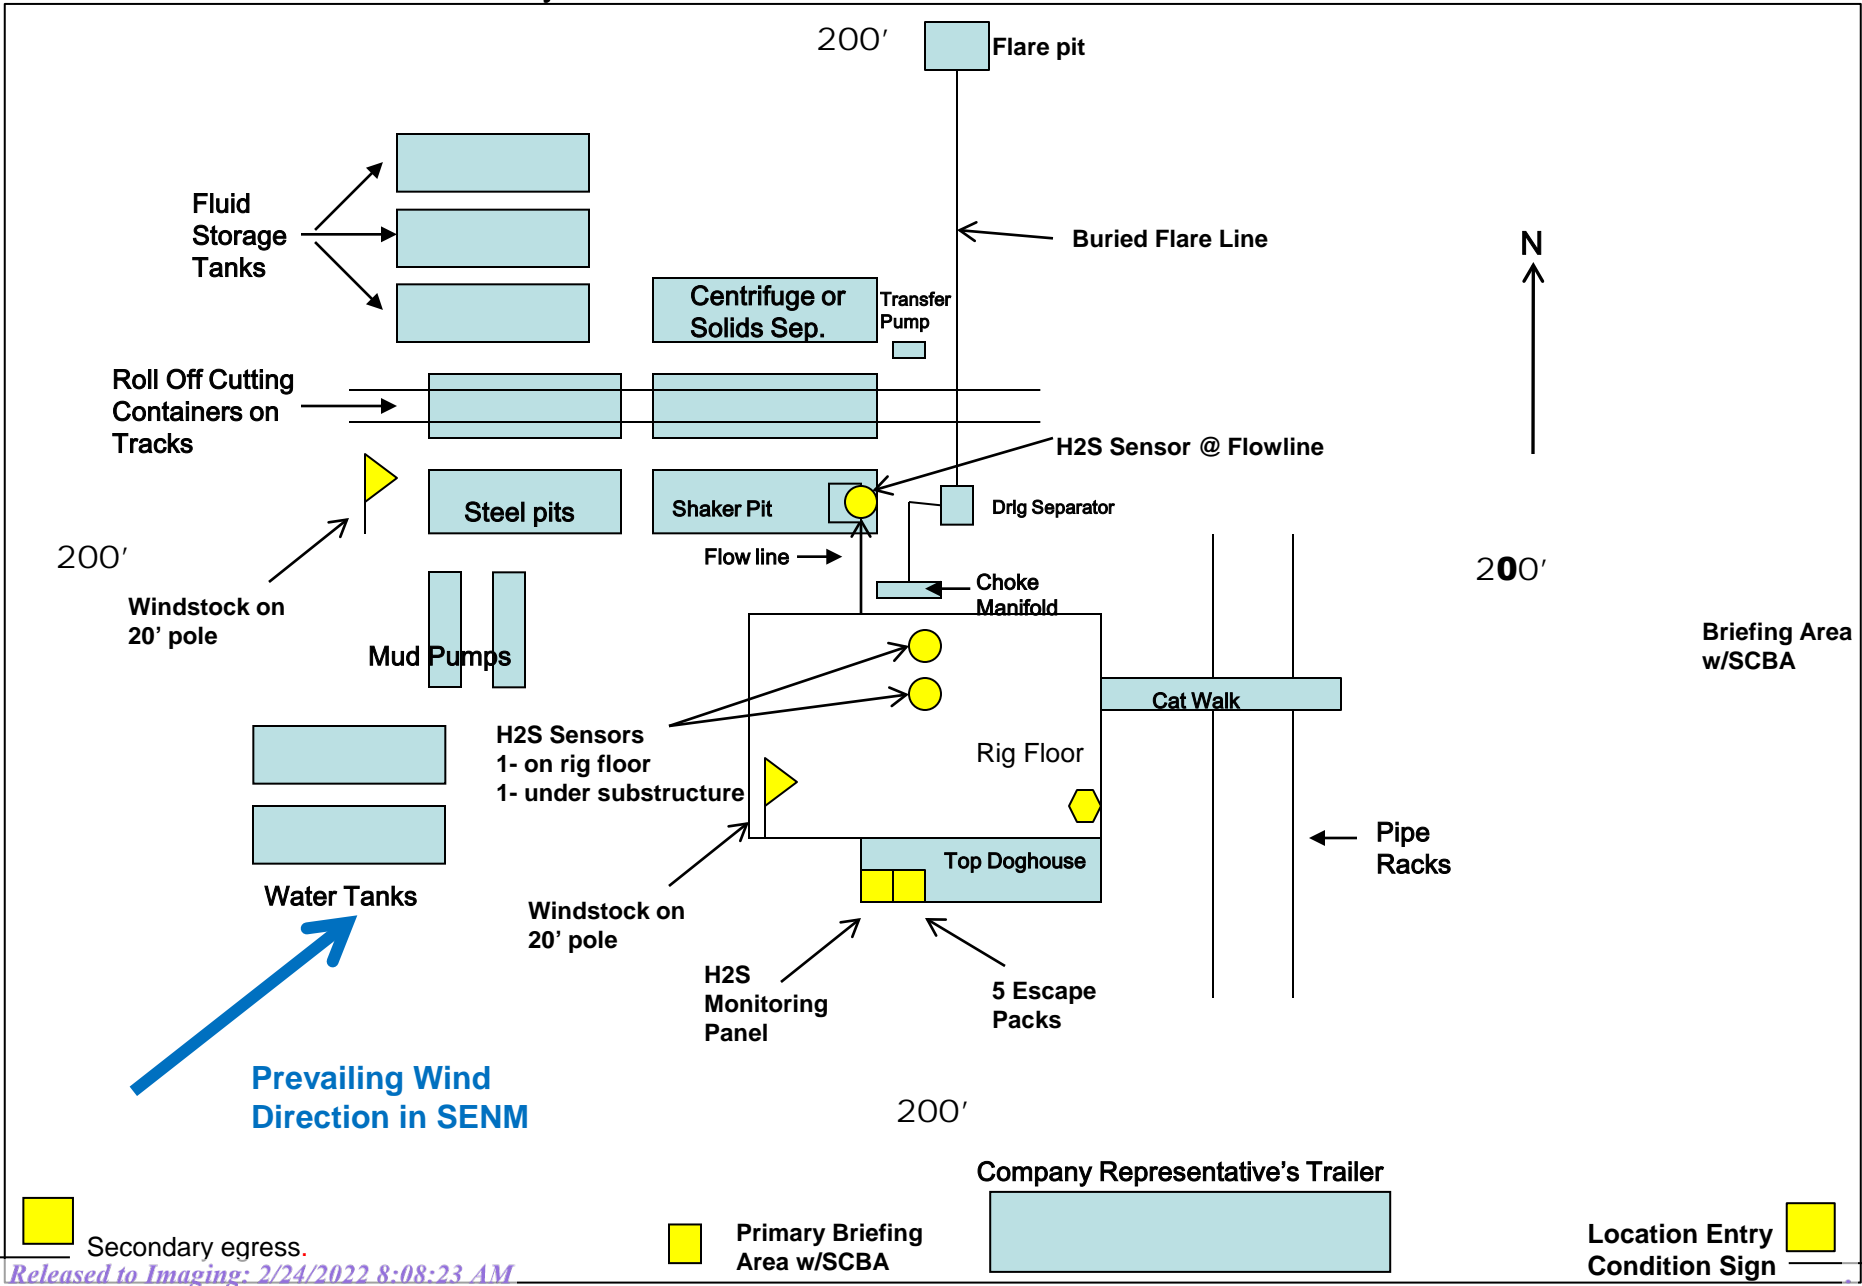 200'
Flare pit
Fluid
Storage
Tanks
Buried Flare Line
N
Centrifuge or
Solids Sep.
Transfer
Pump
Roll Off Cutting
Containers on
Tracks
H2S Sensor @ Flowline
Steel pits
Shaker Pit
Drlg Separator
200'
Flow line
200'
Choke
Manifold
Windstock on
20' pole
Briefing Area
w/SCBA
Mud Pumps
Cat Walk
H2S Sensors
1- on rig floor
1- under substructure
Rig Floor
Pipe
Racks
Top Doghouse
Water Tanks
Windstock on
20' pole
H2S
Monitoring
Panel
5 Escape
Packs
Prevailing Wind
Direction in SENM
200'
Company Representative's Trailer
Secondary egress.
Primary Briefing
Area w/SCBA
Location Entry
Condition Sign
Released to Imaging: 2/24/2022 8:08:23 AM